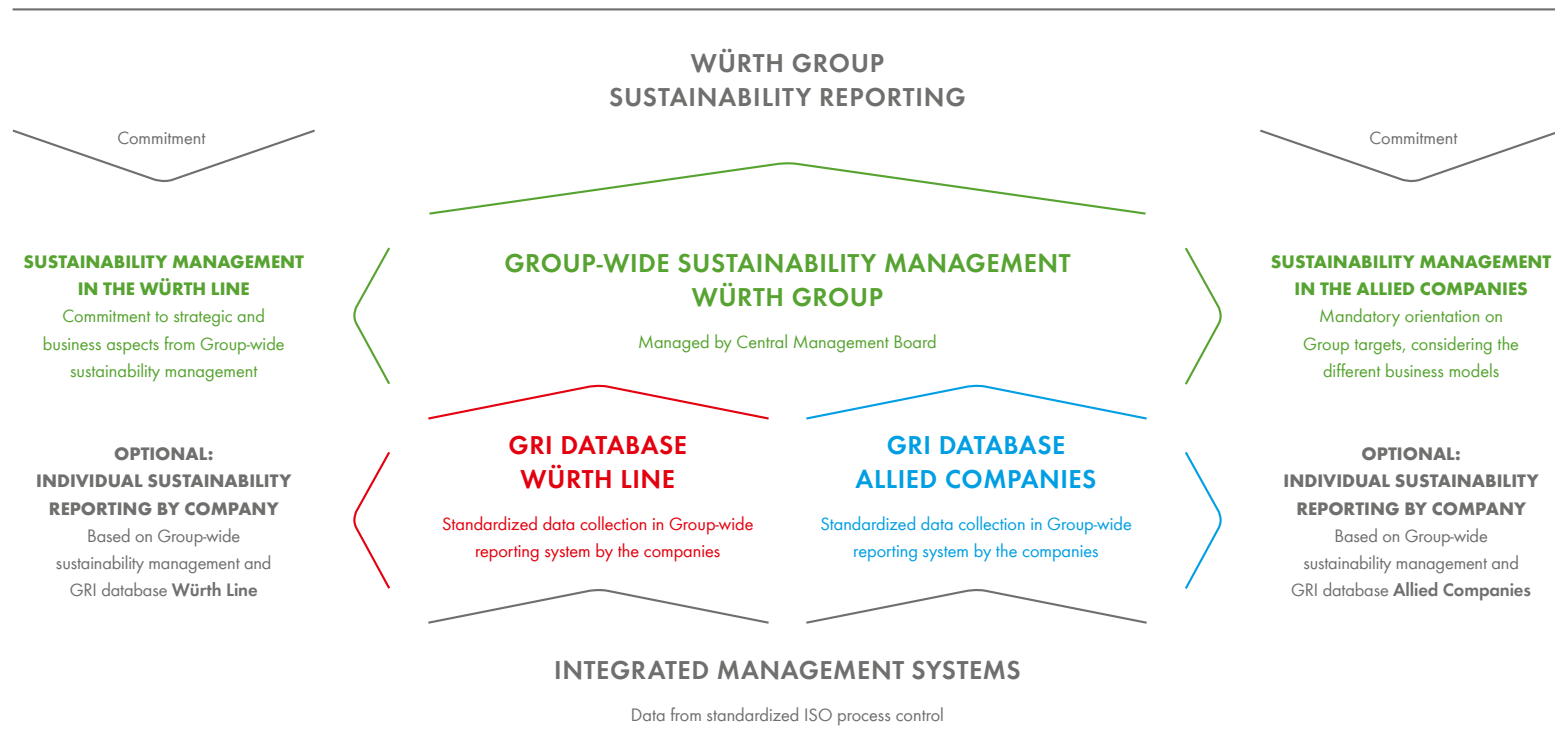 WÜRTH GROUP
SUSTAINABILITY REPORTING
Commitment
Commitment
SUSTAINABILITY MANAGEMENT
IN THE WÜRTH LINE
Commitment to strategic and
business aspects from Group-wide
sustainability management
GROUP-WIDE SUSTAINABILITY MANAGEMENT
WÜRTH GROUP
Managed by Central Management Board
SUSTAINABILITY MANAGEMENT
IN THE ALLIED COMPANIES
Mandatory orientation on
Group targets, considering the
different business models
OPTIONAL:
INDIVIDUAL SUSTAINABILITY
REPORTING BY COMPANY
Based on Group-wide
sustainability management and
GRI database Würth Line
GRI DATABASE
WÜRTH LINE
Standardized data collection in Group-wide
reporting system by the companies
GRI DATABASE
ALLIED COMPANIES
Standardized data collection in Group-wide
reporting system by the companies
OPTIONAL:
INDIVIDUAL SUSTAINABILITY
REPORTING BY COMPANY
Based on Group-wide
sustainability management and
GRI database Allied Companies
INTEGRATED MANAGEMENT SYSTEMS
Data from standardized ISO process control